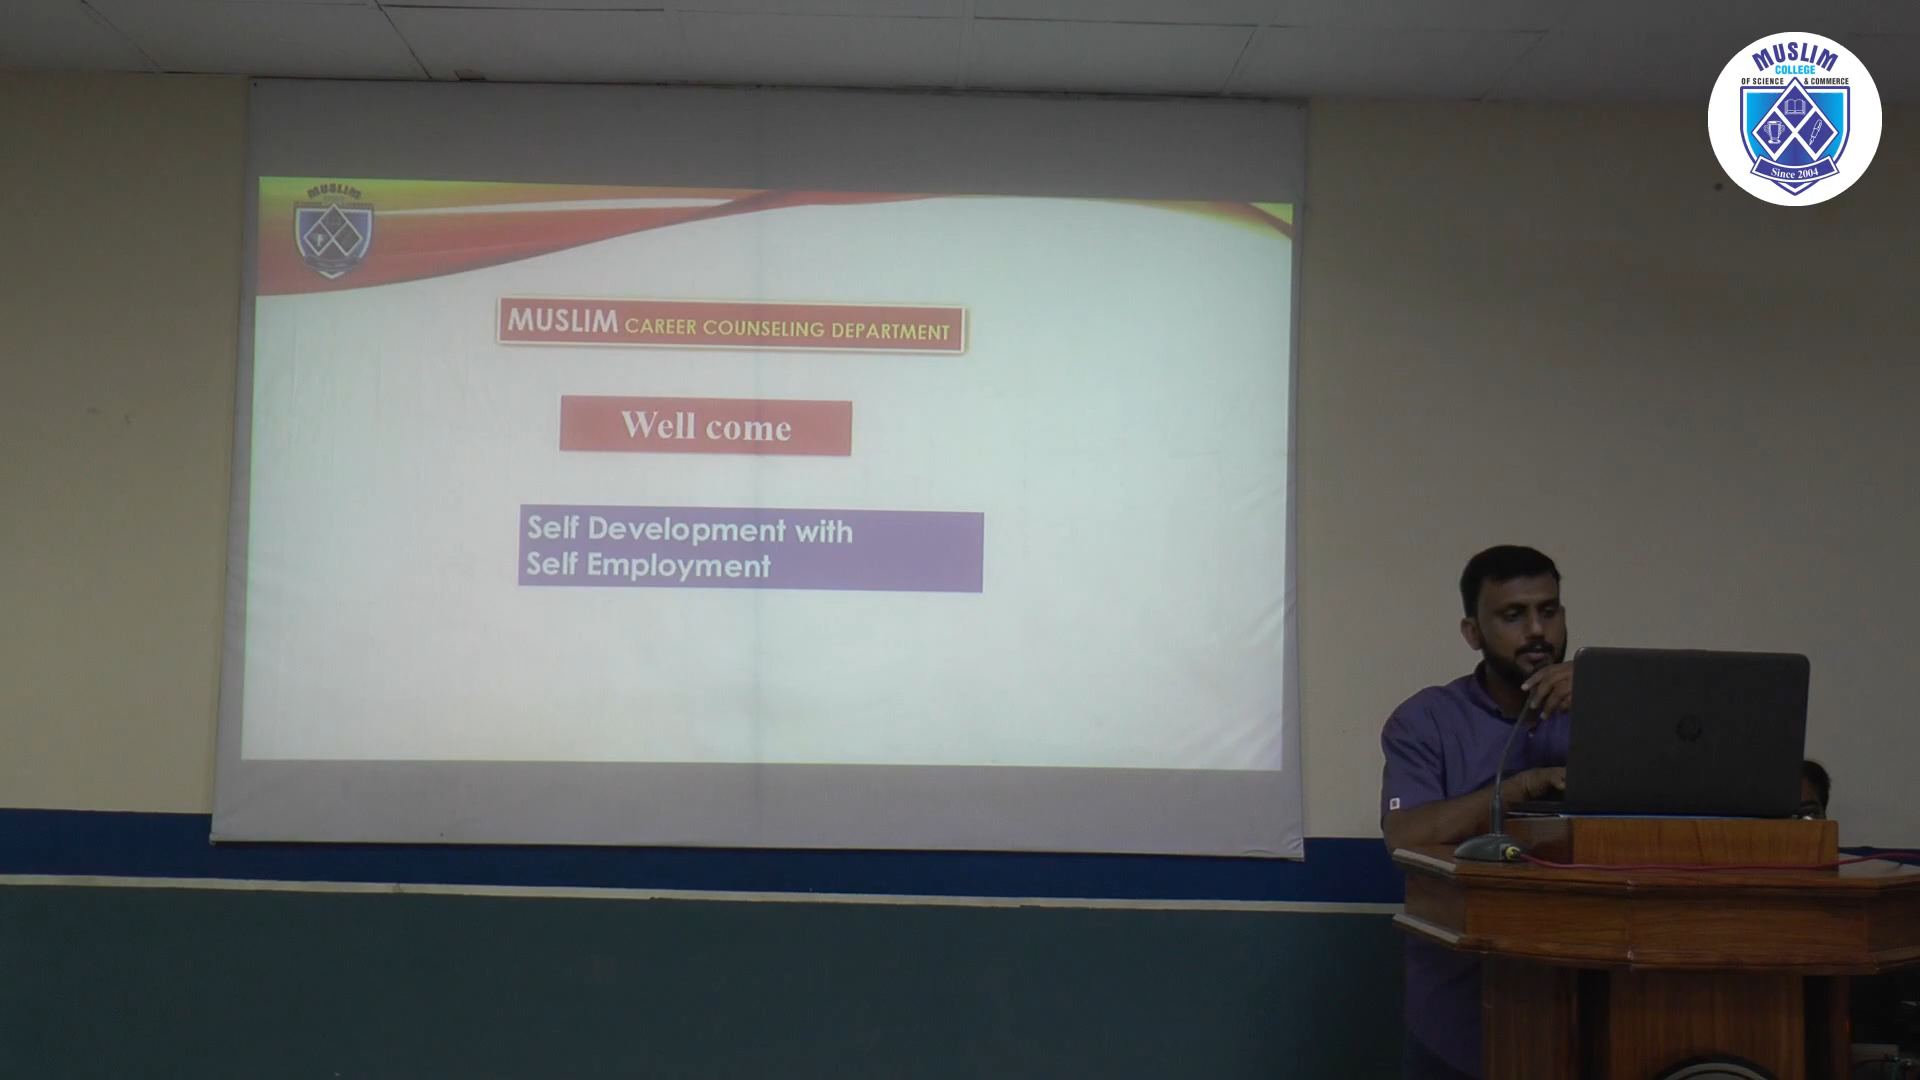 MUSLIM
COLLEGE
OF SCIENCE & COMMERCE
Since 2004
MUSLIM
MUSLIM CAREER COUNSELING DEPARTMENT
Well come
Self Development with
Self Employment